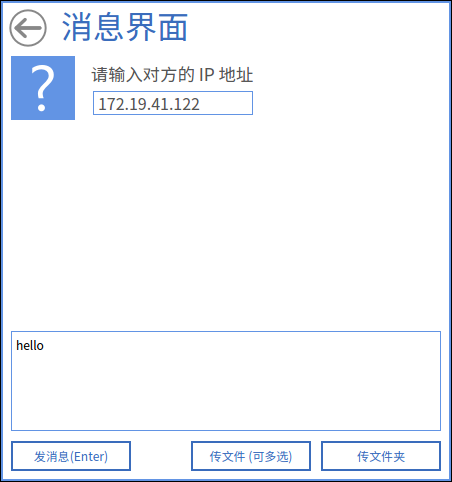 消息界面
?
请输入对方的 IP 地址
172.19.41.122
hello
发消息(Enter)
传文件 (可多选)
传文件夹